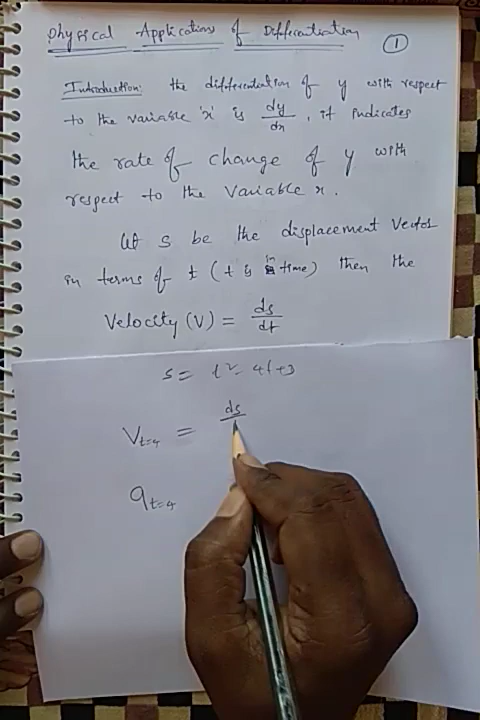 Physical Applications of Differentiation
1
Introduction: the differentiation of y with respect
to the variable 'x' is dy/dx, it indicates
the rate of change of y with
respect to the variable x.
let s be the displacement vector
in terms of t (t is in time) then the
Velocity (V) = ds/dt
s = t² - 4t + 3
V t=4 = ds
a t=4